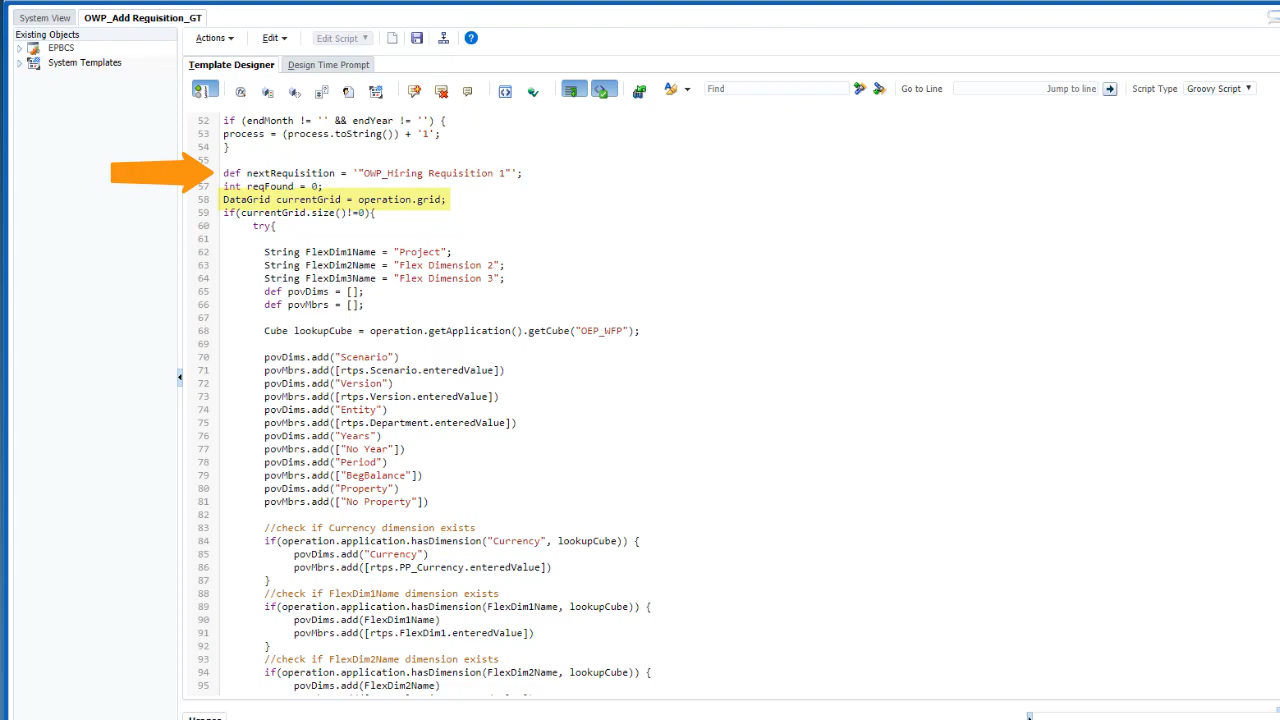 System View
OWP_Add Requisition_GT
Existing Objects
EPBCS
System Templates
Actions
Edit
Edit Script
Template Designer
Design Time Prompt
Find
Go to Line
Jump to line
Script Type
Groovy Script
52 if (endMonth != '' && endYear != '') {
53 process = (process.toString()) + '1';
54 }
55
def nextRequisition = '"OWP_Hiring Requisition 1"';
57 int reqFound = 0;
58 DataGrid currentGrid = operation.grid;
59 if(currentGrid.size()!=0){
60 try{
61
62 String FlexDim1Name = "Project";
63 String FlexDim2Name = "Flex Dimension 2";
64 String FlexDim3Name = "Flex Dimension 3";
65 def povDims = [];
66 def povMbrs = [];
67
68 Cube lookupCube = operation.getApplication().getCube("OEP_WFP");
69
70 povDims.add("Scenario")
71 povMbrs.add([rtps.Scenario.enteredValue])
72 povDims.add("Version")
73 povMbrs.add([rtps.Version.enteredValue])
74 povDims.add("Entity")
75 povMbrs.add([rtps.Department.enteredValue])
76 povDims.add("Years")
77 povMbrs.add(["No Year"])
78 povDims.add("Period")
79 povMbrs.add(["BegBalance"])
80 povDims.add("Property")
81 povMbrs.add(["No Property"])
82
83 //check if Currency dimension exists
84 if(operation.application.hasDimension("Currency", lookupCube)) {
85 povDims.add("Currency")
86 povMbrs.add([rtps.PP_Currency.enteredValue])
87 }
88 //check if FlexDim1Name dimension exists
89 if(operation.application.hasDimension(FlexDim1Name, lookupCube)) {
90 povDims.add(FlexDim1Name)
91 povMbrs.add([rtps.FlexDim1.enteredValue])
92 }
93 //check if FlexDim2Name dimension exists
94 if(operation.application.hasDimension(FlexDim2Name, lookupCube)) {
95 povDims.add(FlexDim2Name)